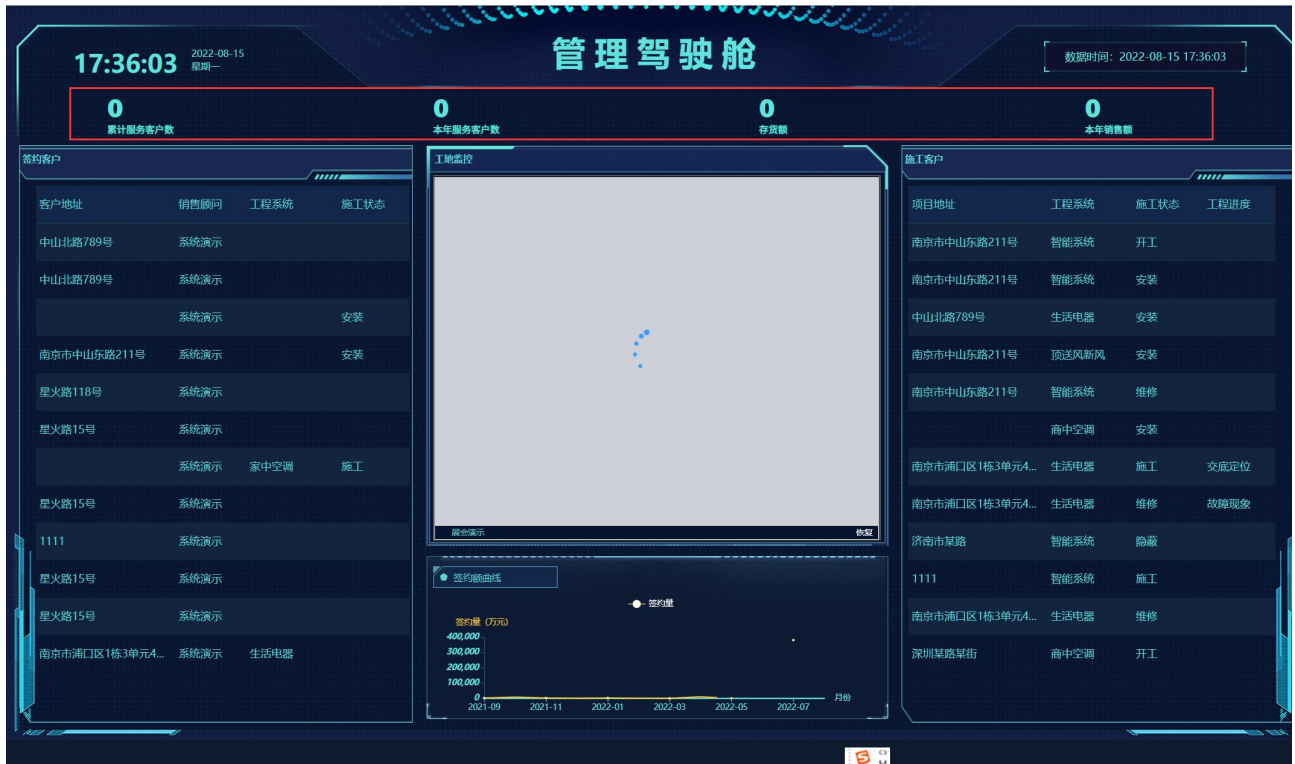 管理驾驶舱
17:36:03
2022-08-15
星期一
数据时间：2022-08-15 17:36:03
0
累计服务客户数
0
本年服务客户数
0
存货额
0
本年销售额
签约客户
客户地址 销售顾问 工程系统 施工状态
中山北路789号 系统演示
中山北路789号 系统演示
系统演示 安装
南京市中山东路211号 系统演示 安装
星火路118号 系统演示
星火路15号 系统演示
系统演示 家中空调 施工
星火路15号 系统演示
1111 系统演示
星火路15号 系统演示
星火路15号 系统演示
南京市浦口区1栋3单元4... 系统演示 生活电器
工地监控
展会演示 恢复
签约额曲线
签约量
签约量（万元）
400,000
300,000
200,000
100,000
0
2021-09 2021-11 2022-01 2022-03 2022-05 2022-07 月份
施工客户
项目地址 工程系统 施工状态 工程进度
南京市中山东路211号 智能系统 开工
南京市中山东路211号 智能系统 安装
中山北路789号 生活电器 安装
南京市中山东路211号 顶送风新风 安装
南京市中山东路211号 智能系统 维修
商中空调 安装
南京市浦口区1栋3单元4... 生活电器 施工 交底定位
南京市浦口区1栋3单元4... 生活电器 维修 故障现象
济南市某路 智能系统 隐蔽
1111 智能系统 施工
南京市浦口区1栋3单元4... 生活电器 维修
深圳某路某街 商中空调 开工